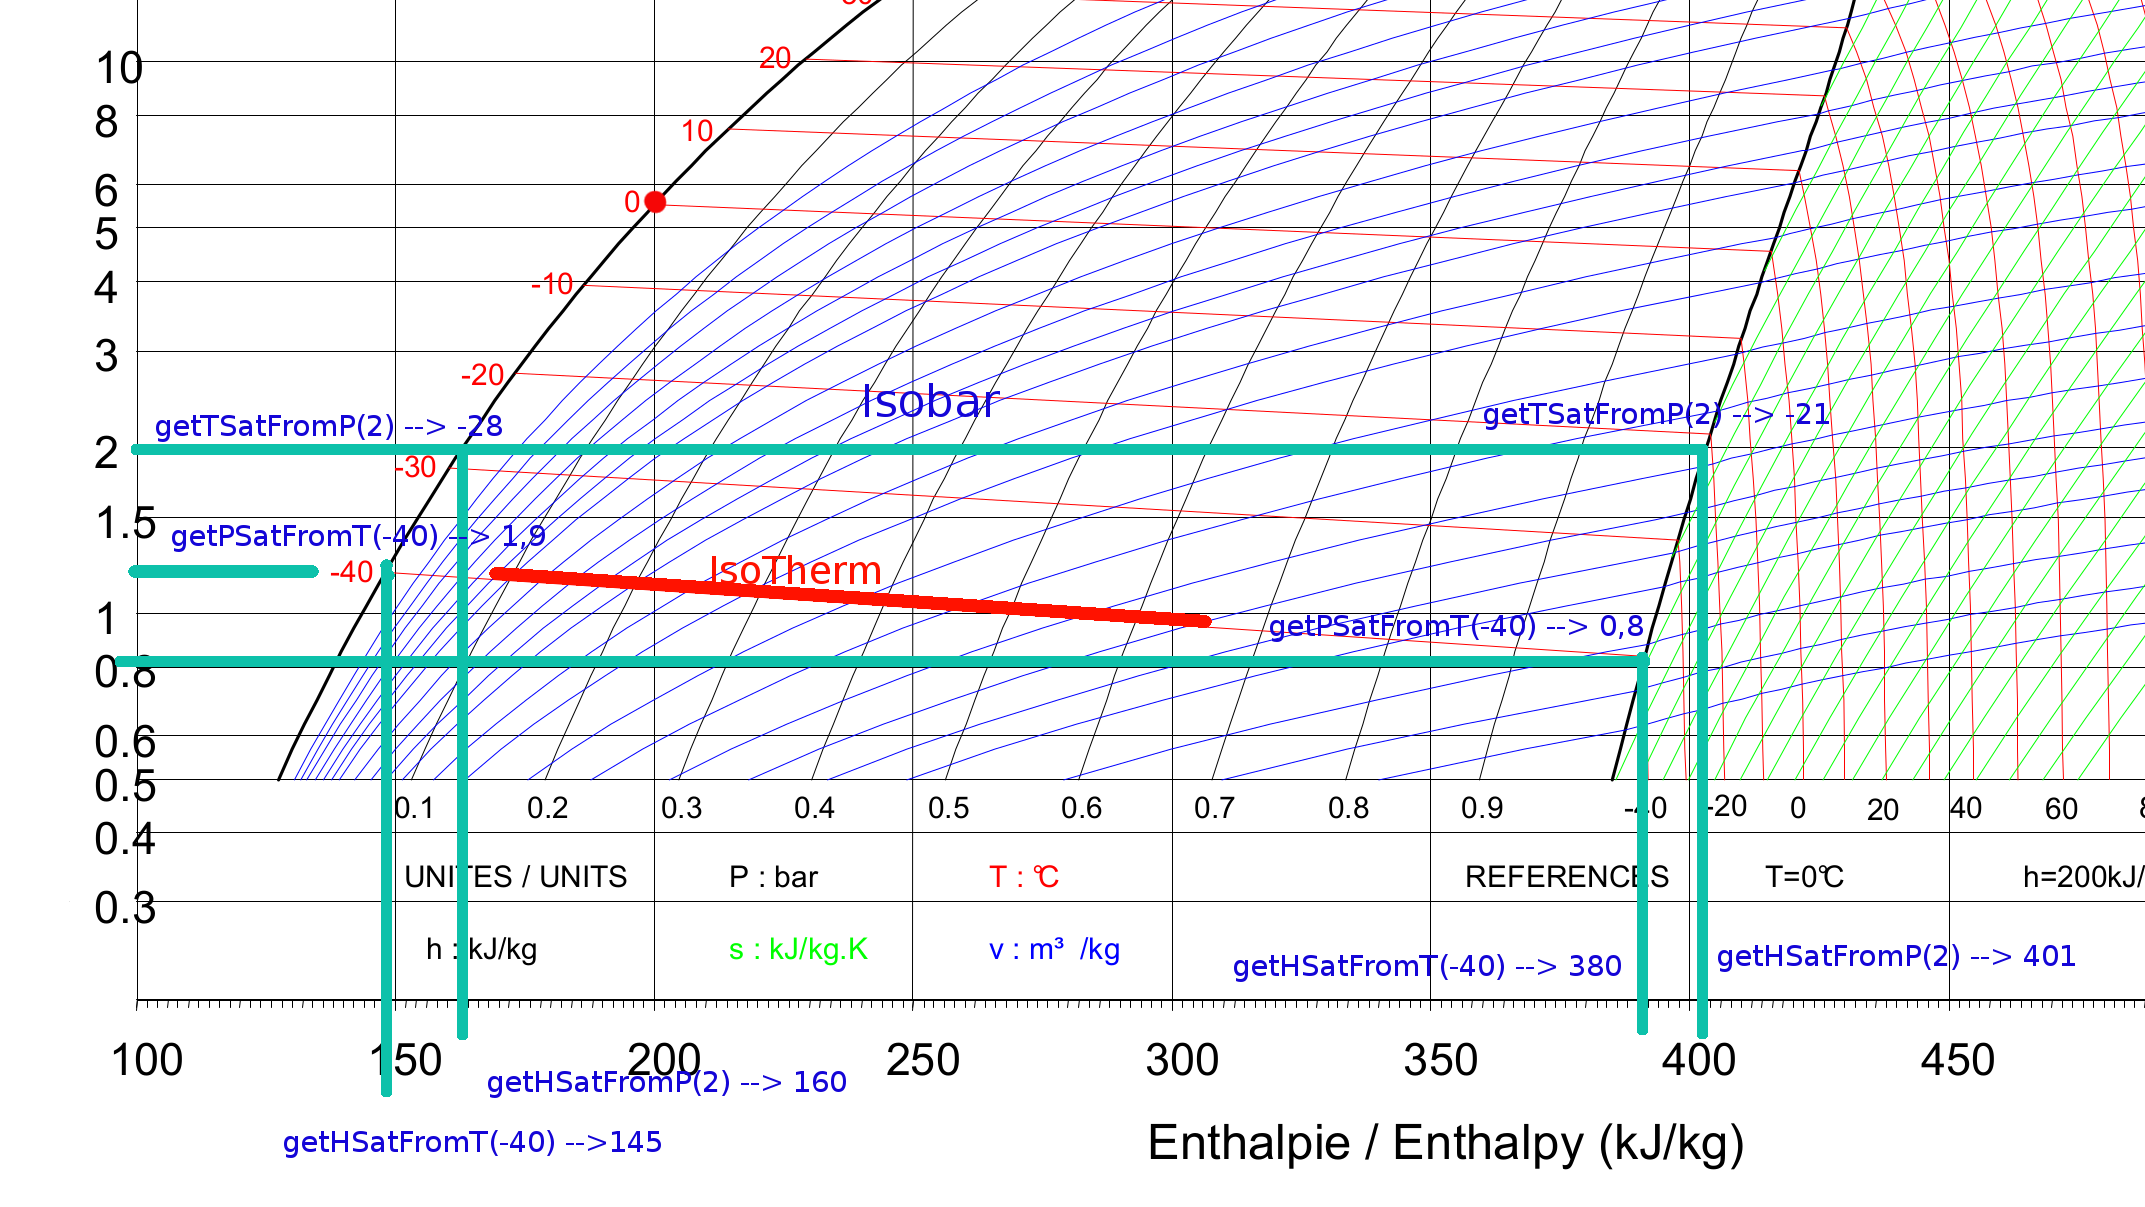 20
10
10
8
6
0
5
-10
4
3
-20
Isobar
getTSatFromP(2) --> -28
getTSatFromP(2) --> -21
2
-30
1.5
getPSatFromT(-40) --> 1,9
-40
IsoTherm
1
getPSatFromT(-40) --> 0,8
0.8
0.6
0.5
0.1 0.2 0.3 0.4 0.5 0.6 0.7 0.8 0.9 -40 -20 0 20 40 60
0.4
UNITES / UNITS P : bar T : °C REFERENCES T=0°C h=200kJ/
0.3
h : kJ/kg s : kJ/kg.K v : m³ /kg
getHSatFromT(-40) --> 380
getHSatFromP(2) --> 401
100 150 200 250 300 350 400 450
getHSatFromP(2) --> 160
getHSatFromT(-40) -->145
Enthalpie / Enthalpy (kJ/kg)